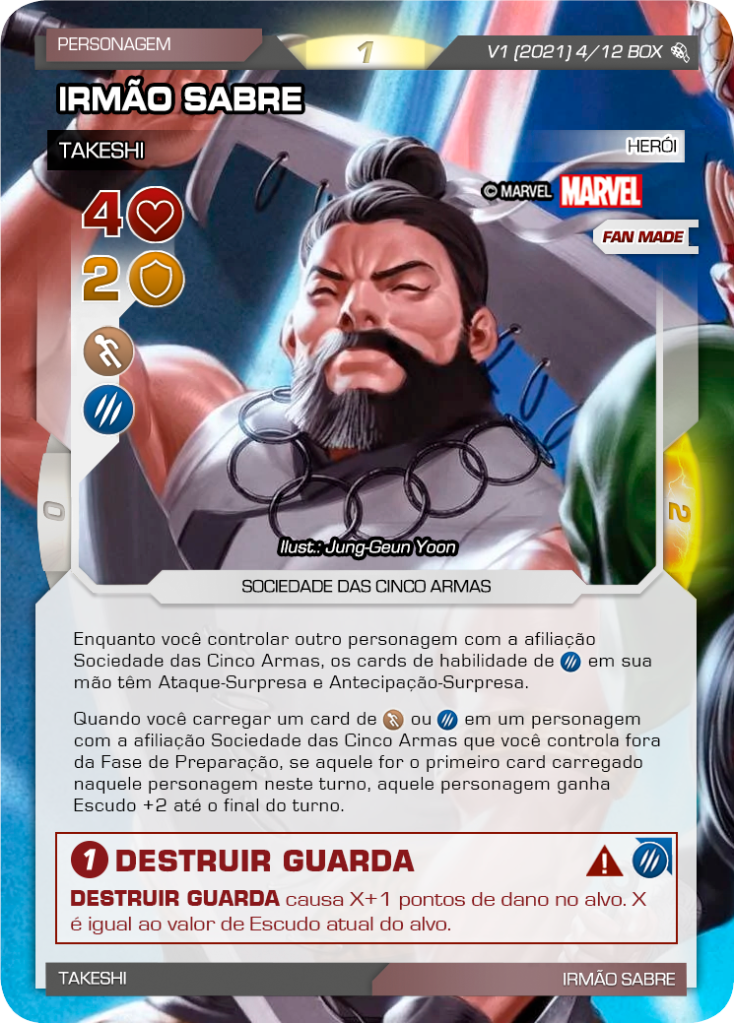 PERSONAGEM
1
V1 (2021) 4/12 BOX
IRMÃO SABRE
TAKESHI
HERÓI
© MARVEL MARVEL
FAN MADE
4
2
0
2
Ilust.: Jung-Geun Yoon
SOCIEDADE DAS CINCO ARMAS
Enquanto você controlar outro personagem com a afiliação
Sociedade das Cinco Armas, os cards de habilidade de em sua
mão têm Ataque-Surpresa e Antecipação-Surpresa.
Quando você carregar um card de ou em um personagem
com a afiliação Sociedade das Cinco Armas que você controla fora
da Fase de Preparação, se aquele for o primeiro card carregado
naquele personagem neste turno, aquele personagem ganha
Escudo +2 até o final do turno.
1 DESTRUIR GUARDA
DESTRUIR GUARDA causa X+1 pontos de dano no alvo. X
é igual ao valor de Escudo atual do alvo.
TAKESHI
IRMÃO SABRE